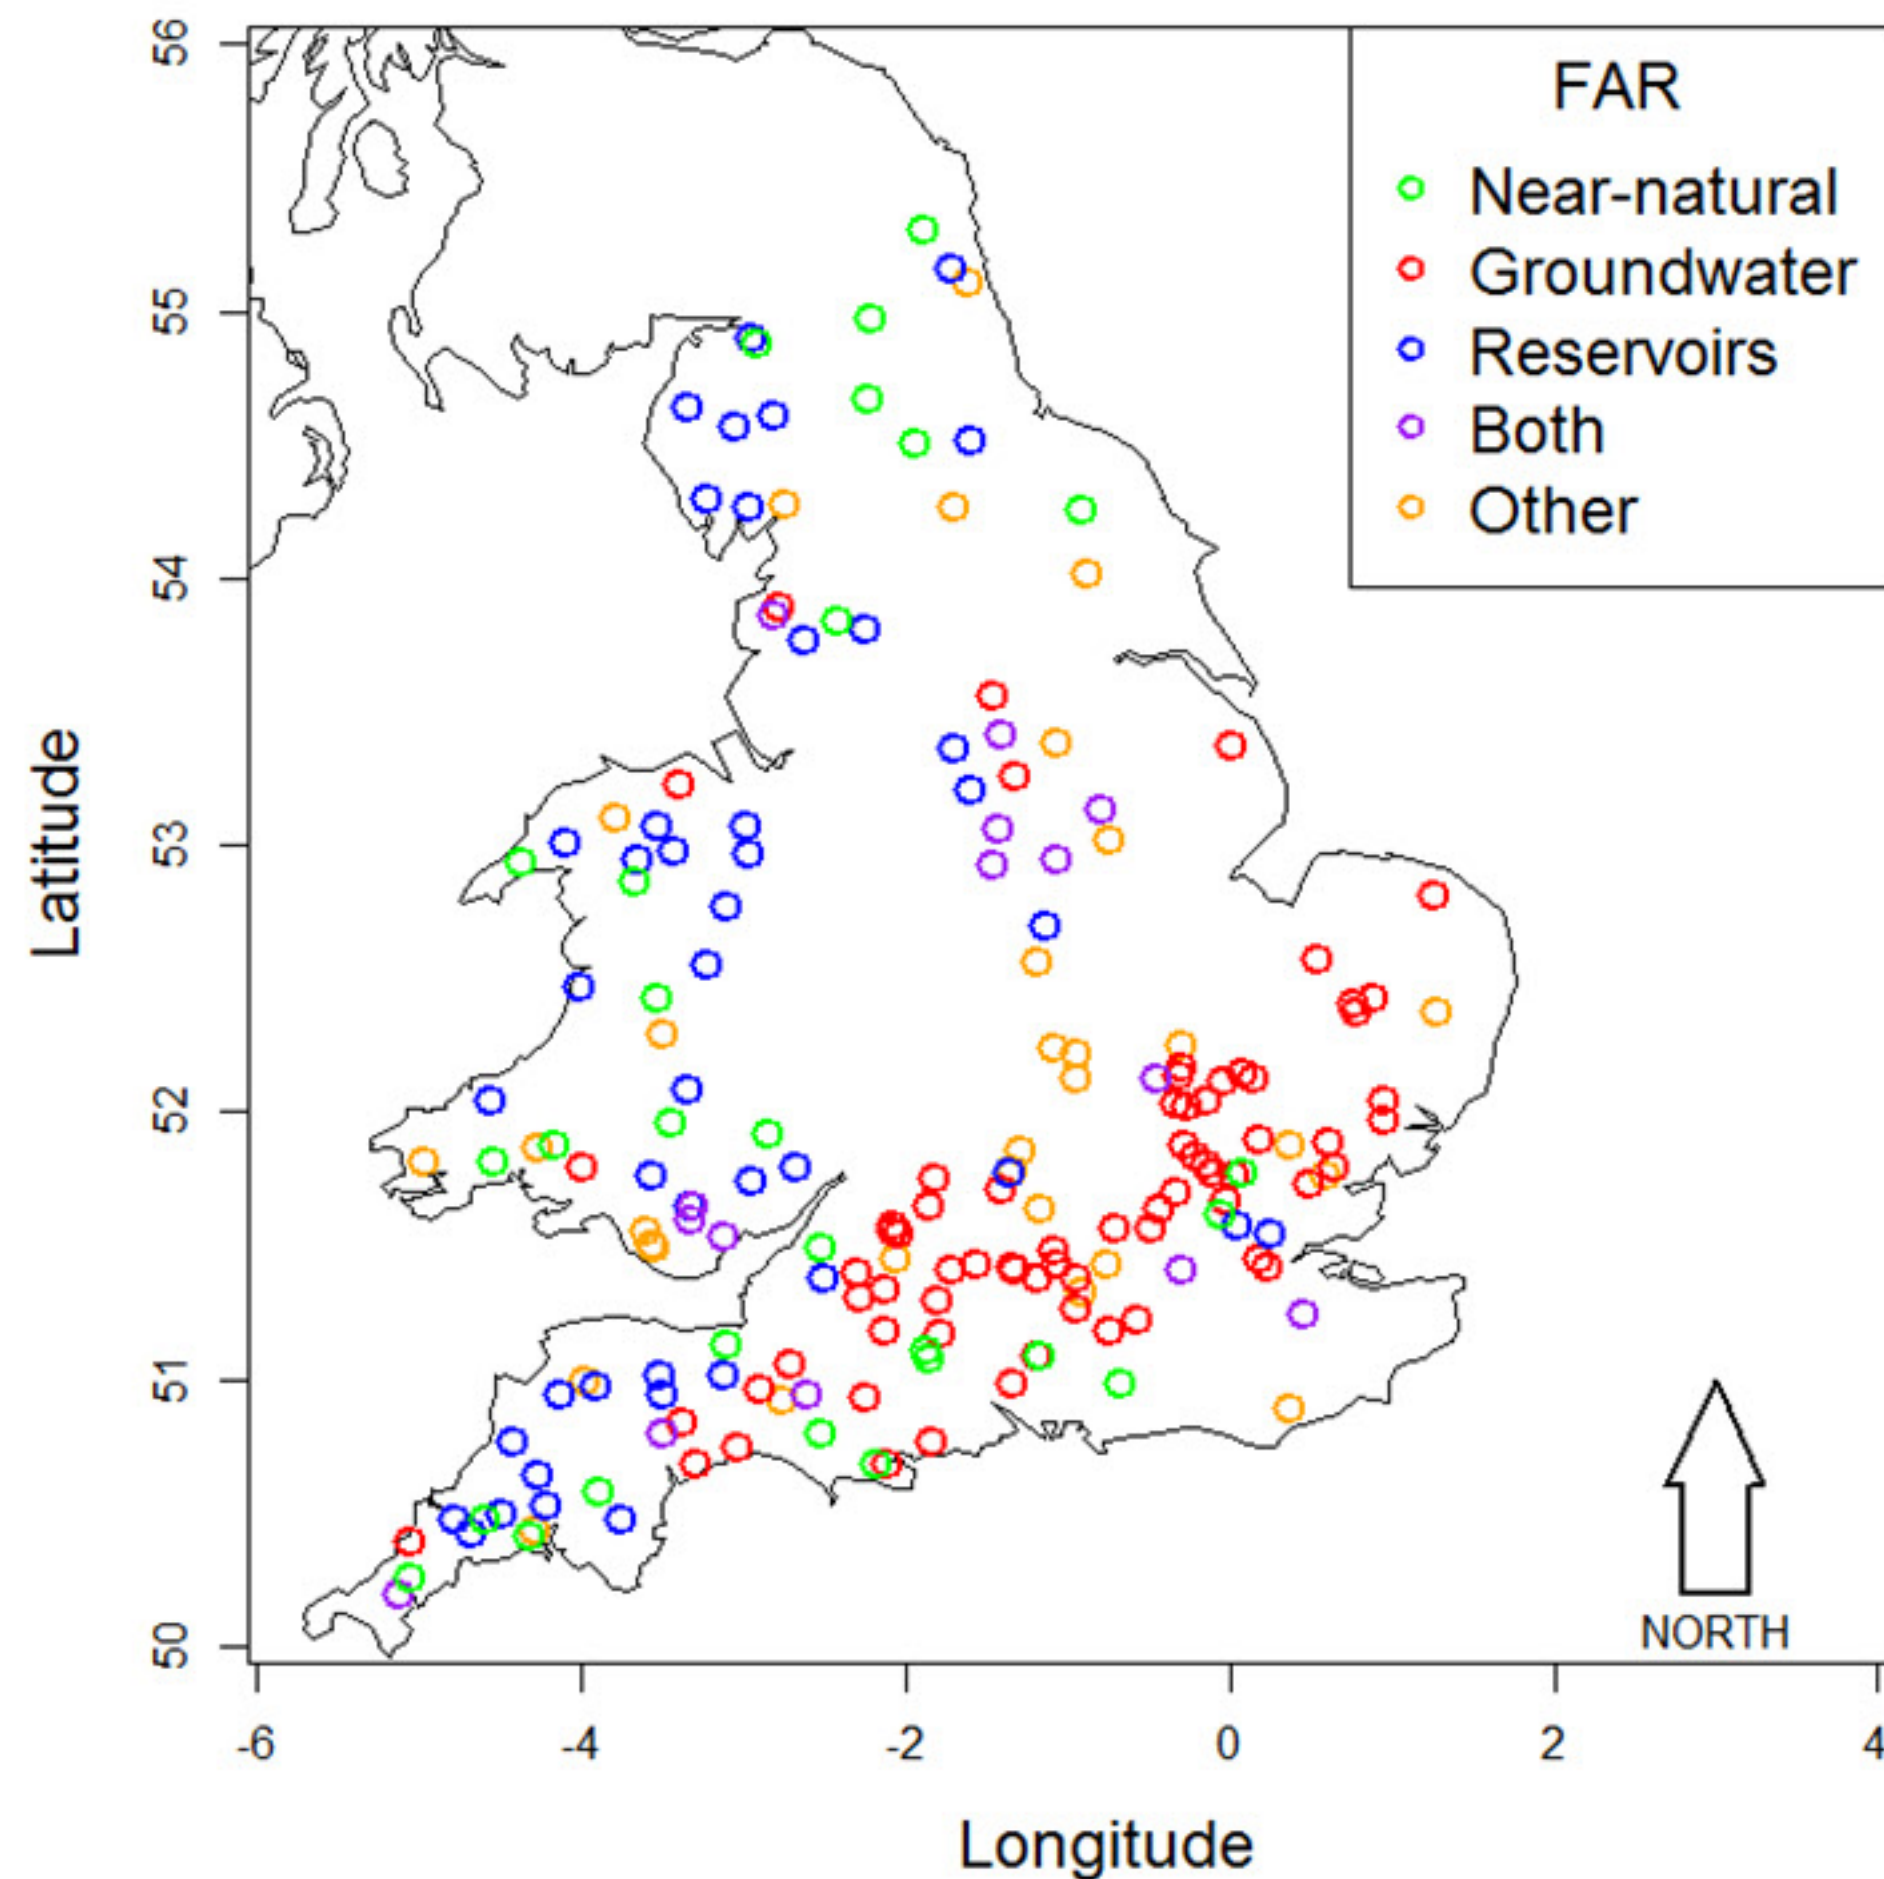 FAR
Near-natural
Groundwater
Reservoirs
Both
Other
56
55
54
53
52
51
50
Latitude
NORTH
-6 -4 -2 0 2 4
Longitude